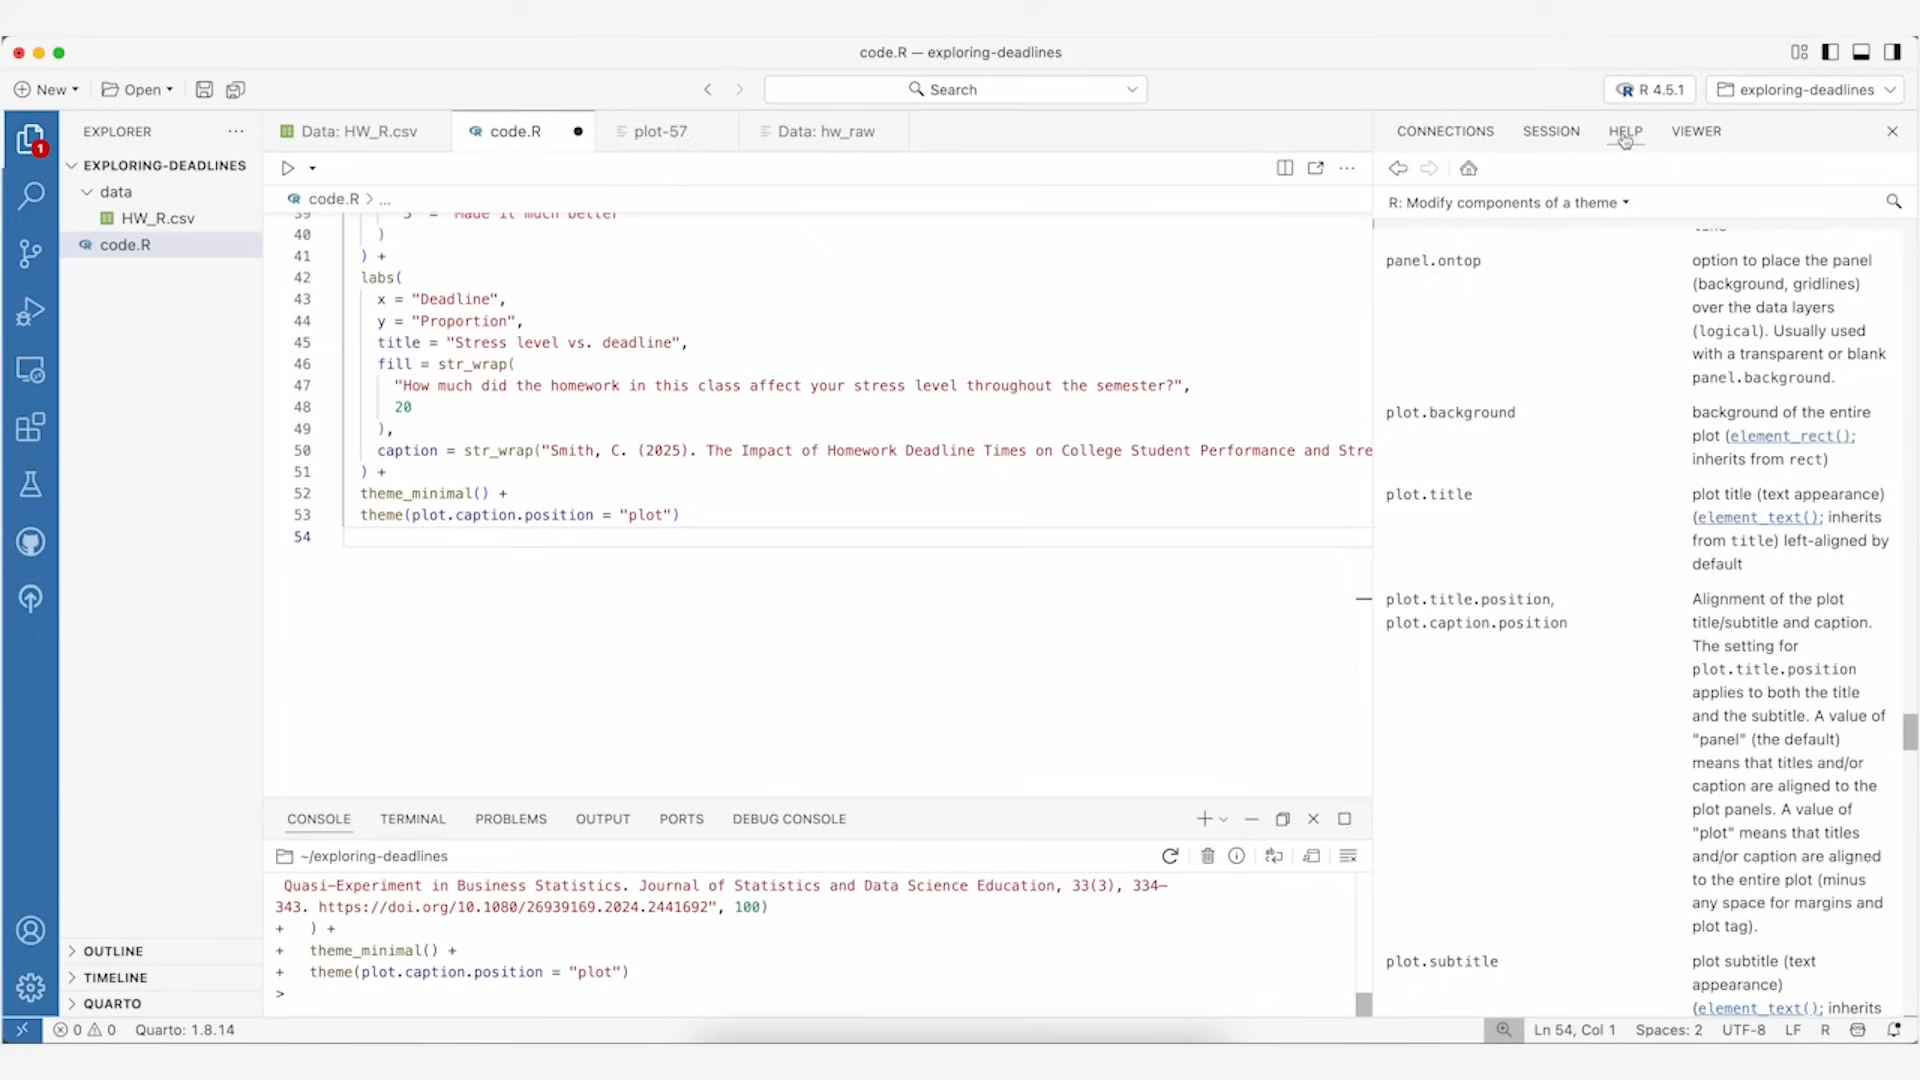 code.R — exploring-deadlines
New
Open
Search
R 4.5.1
exploring-deadlines
1
EXPLORER
EXPLORING-DEADLINES
data
HW_R.csv
code.R
OUTLINE
TIMELINE
QUARTO
Data: HW_R.csv
code.R
plot-57
Data: hw_raw
code.R > ...
39 5" = "Made it much better"
40 )
41 ) +
42 labs(
43 x = "Deadline",
44 y = "Proportion",
45 title = "Stress level vs. deadline",
46 fill = str_wrap(
47 "How much did the homework in this class affect your stress level throughout the semester?",
48 20
49 ),
50 caption = str_wrap("Smith, C. (2025). The Impact of Homework Deadline Times on College Student Performance and Stre
51 ) +
52 theme_minimal() +
53 theme(plot.caption.position = "plot")
54
CONSOLE
TERMINAL
PROBLEMS
OUTPUT
PORTS
DEBUG CONSOLE
~/exploring-deadlines
Quasi-Experiment in Business Statistics. Journal of Statistics and Data Science Education, 33(3), 334–
343. https://doi.org/10.1080/26939169.2024.2441692", 100)
+ ) +
+ theme_minimal() +
+ theme(plot.caption.position = "plot")
>
CONNECTIONS
SESSION
HELP
VIEWER
R: Modify components of a theme
panel.ontop
option to place the panel
(background, gridlines)
over the data layers
(logical). Usually used
with a transparent or blank
panel.background.
plot.background
background of the entire
plot (element_rect();
inherits from rect)
plot.title
plot title (text appearance)
(element_text(); inherits
from title) left-aligned by
default
plot.title.position,
plot.caption.position
Alignment of the plot
title/subtitle and caption.
The setting for
plot.title.position
applies to both the title
and the subtitle. A value of
"panel" (the default)
means that titles and/or
caption are aligned to the
plot panels. A value of
"plot" means that titles
and/or caption are aligned
to the entire plot (minus
any space for margins and
plot tag).
plot.subtitle
plot subtitle (text
appearance)
(element_text(); inherits
0
0
Quarto: 1.8.14
Ln 54, Col 1
Spaces: 2
UTF-8
LF
R